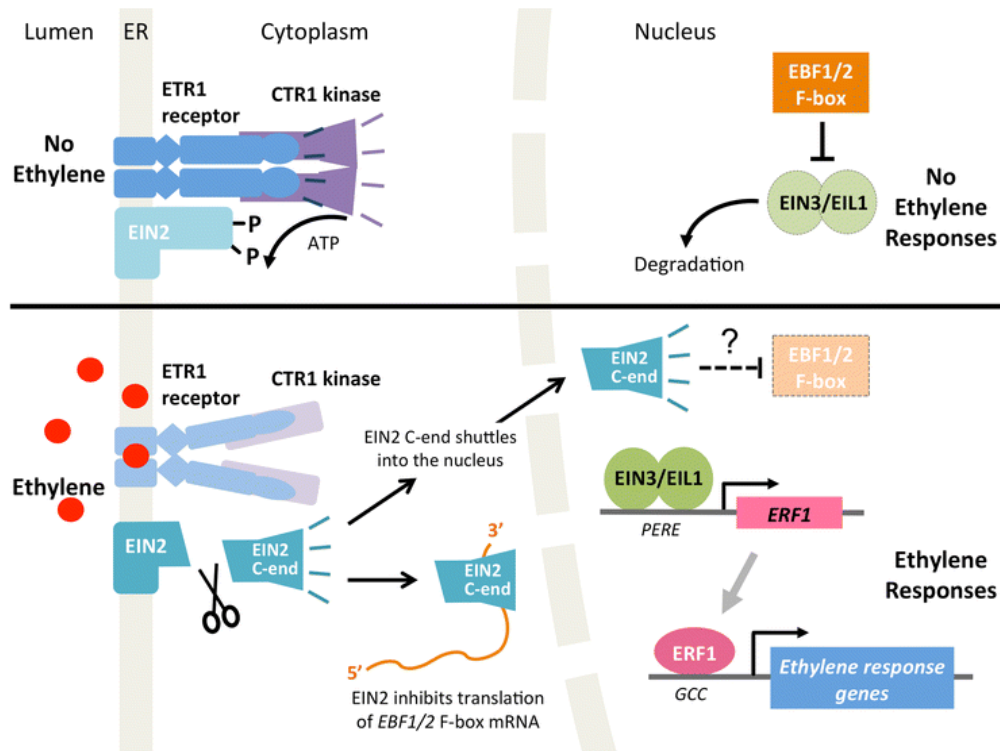 Lumen
ER
Cytoplasm
Nucleus
ETR1
receptor
CTR1 kinase
No
Ethylene
EIN2
P
P
ATP
EBF1/2
F-box
EIN3/EIL1
Degradation
No
Ethylene
Responses
ETR1
receptor
CTR1 kinase
Ethylene
EIN2
EIN2
C-end
EIN2 C-end shuttles
into the nucleus
3’
EIN2
C-end
5’
EIN2 inhibits translation
of EBF1/2 F-box mRNA
EIN2
C-end
?
EBF1/2
F-box
EIN3/EIL1
PERE
ERF1
Ethylene
Responses
ERF1
GCC
Ethylene response
genes